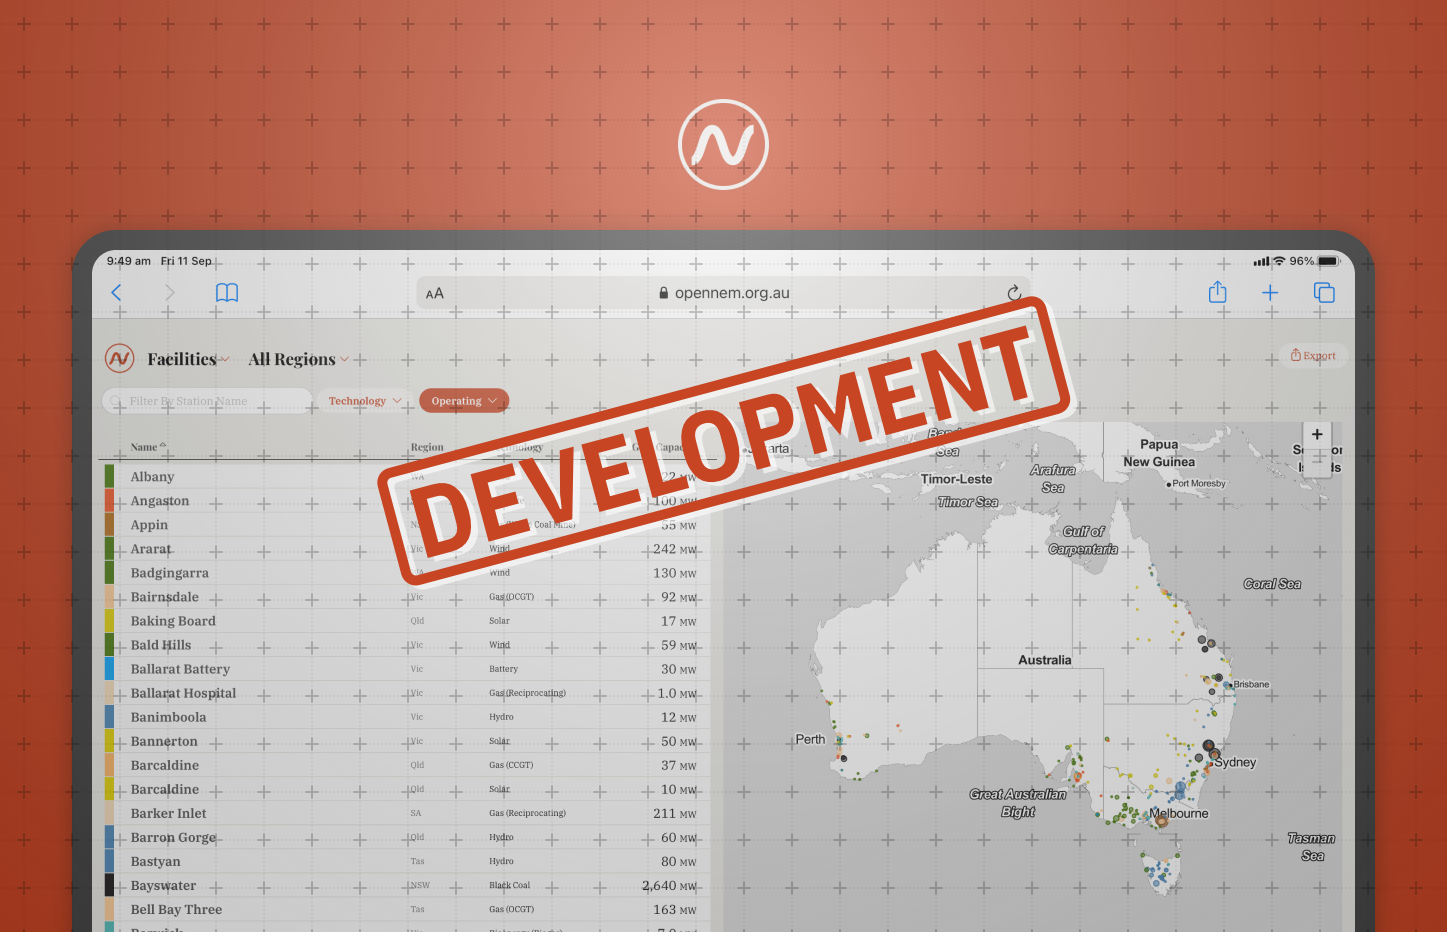 9:49 am Fri 11 Sep
96%
AA
opennem.org.au
Facilities
All Regions
Export
Filter By Station Name
Technology
Operating
DEVELOPMENT
Name
Region
Albany
Angaston 100 MW
Appin 55 MW
Ararat Vic Wind 242 MW
Badgingarra Wind 130 MW
Bairnsdale Vic Gas (OCGT) 92 MW
Baking Board Qld Solar 17 MW
Bald Hills Vic Wind 59 MW
Ballarat Battery Vic Battery 30 MW
Ballarat Hospital Vic Gas (Reciprocating) 1.0 MW
Banimboola Vic Hydro 12 MW
Bannerton Vic Solar 50 MW
Barcaldine Qld Gas (CCGT) 37 MW
Barcaldine Qld Solar 10 MW
Barker Inlet SA Gas (Reciprocating) 211 MW
Barron Gorge Qld Hydro 60 MW
Bastyan Tas Hydro 80 MW
Bayswater NSW Black Coal 2,640 MW
Bell Bay Three Tas Gas (OCGT) 163 MW
+
Papua
New Guinea
Port Moresby
Sea
Timor-Leste
Arafura
Sea
Timor Sea
Gulf of
Carpentaria
Coral Sea
Australia
Brisbane
Perth
Sydney
Great Australian
Bight
Melbourne
Tasman
Sea